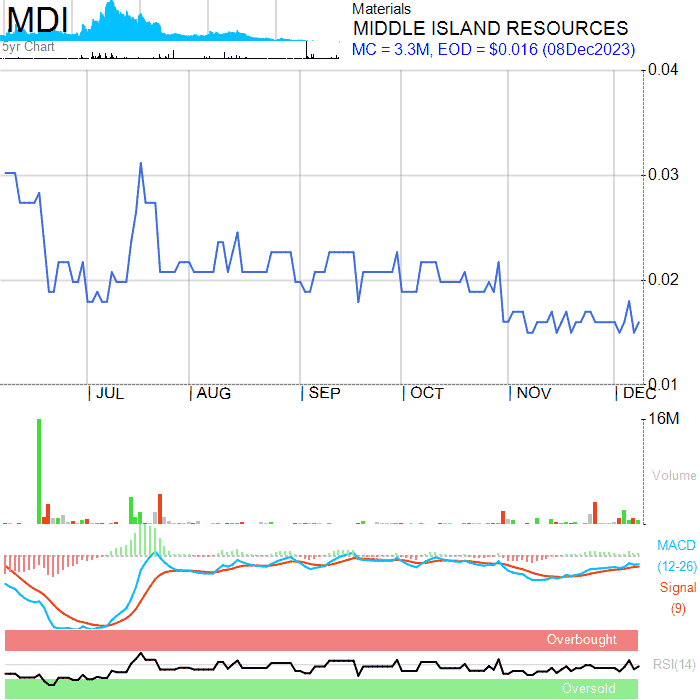 MDI
5yr Chart
Materials
MIDDLE ISLAND RESOURCES
MC = 3.3M, EOD = $0.016 (08Dec2023)
0.04
0.03
0.02
0.01
JUL AUG SEP OCT NOV DEC
16M
Volume
MACD
(12-26)
Signal
(9)
Overbought
RSI(14)
Oversold